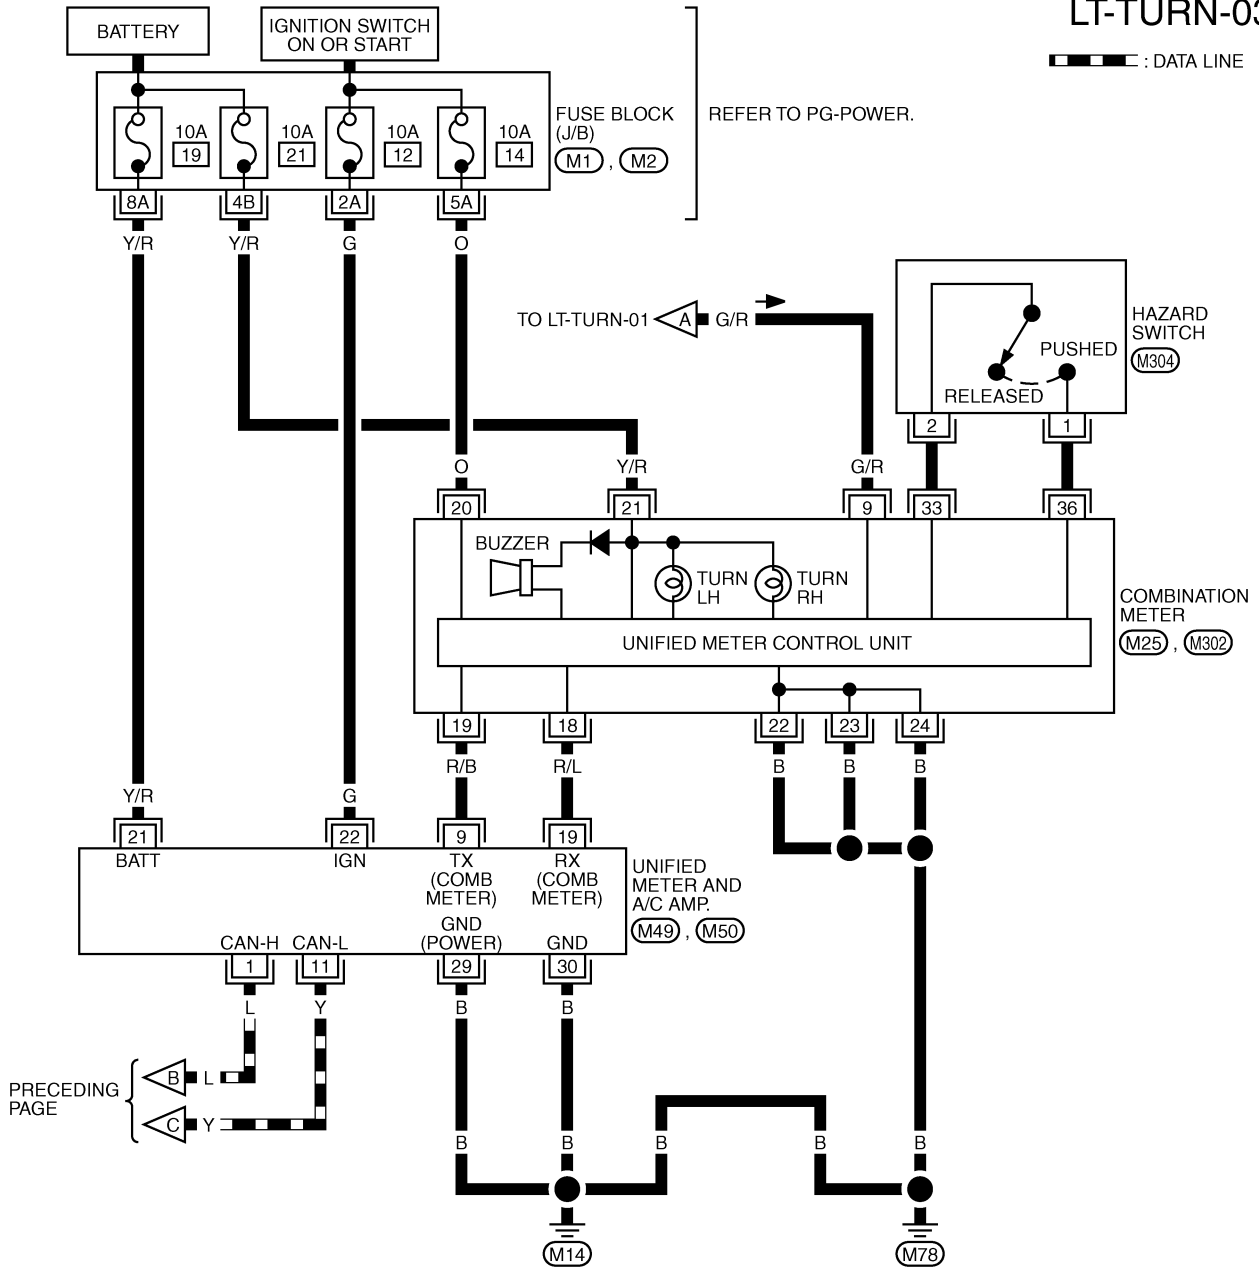 LT-TURN-03
BATTERY
IGNITION SWITCH
ON OR START
: DATA LINE
10A
19
10A
21
10A
12
10A
14
FUSE BLOCK
(J/B)
M1 , M2
REFER TO PG-POWER.
8A
4B
2A
5A
Y/R
Y/R
G
O
TO LT-TURN-01
A
G/R
HAZARD
SWITCH
M304
PUSHED
RELEASED
2
1
O
Y/R
G/R
20
21
9
33
36
BUZZER
TURN
LH
TURN
RH
COMBINATION
METER
M25 , M302
UNIFIED METER CONTROL UNIT
19
18
22
23
24
R/B
R/L
B
B
B
Y/R
G
21
22
9
19
BATT
IGN
TX
(COMB
METER)
RX
(COMB
METER)
UNIFIED
METER AND
A/C AMP.
M49 , M50
CAN-H
CAN-L
GND
(POWER)
GND
1
11
29
30
L
Y
B
B
PRECEDING
PAGE
B
L
C
Y
B
B
B
B
B
M14
M78